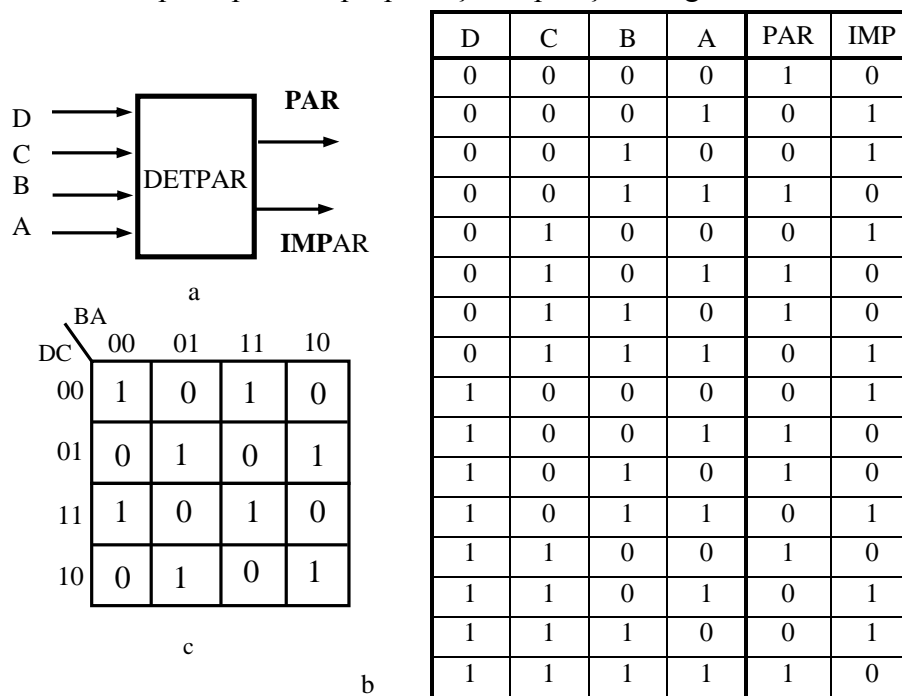 D C B A PAR IMP
0 0 0 0 1 0
0 0 0 1 0 1
0 0 1 0 0 1
0 0 1 1 1 0
0 1 0 0 0 1
0 1 0 1 1 0
0 1 1 0 1 0
0 1 1 1 0 1
1 0 0 0 0 1
1 0 0 1 1 0
1 0 1 0 1 0
1 0 1 1 0 1
1 1 0 0 1 0
1 1 0 1 0 1
1 1 1 0 0 1
1 1 1 1 1 0
D
C
B
A
DETPAR
PAR
IMPAR
a
BA
DC 00 01 11 10
00 1 0 1 0
01 0 1 0 1
11 1 0 1 0
10 0 1 0 1
c
b